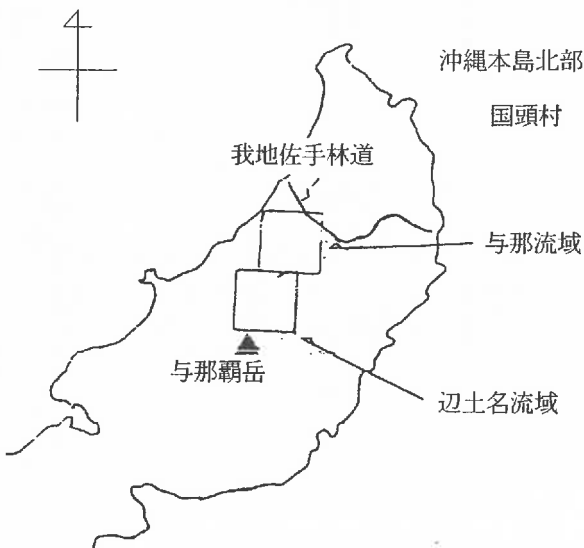 沖縄本島北部
国頭村
我地佐手林道
与那流域
与那覇岳
辺土名流域